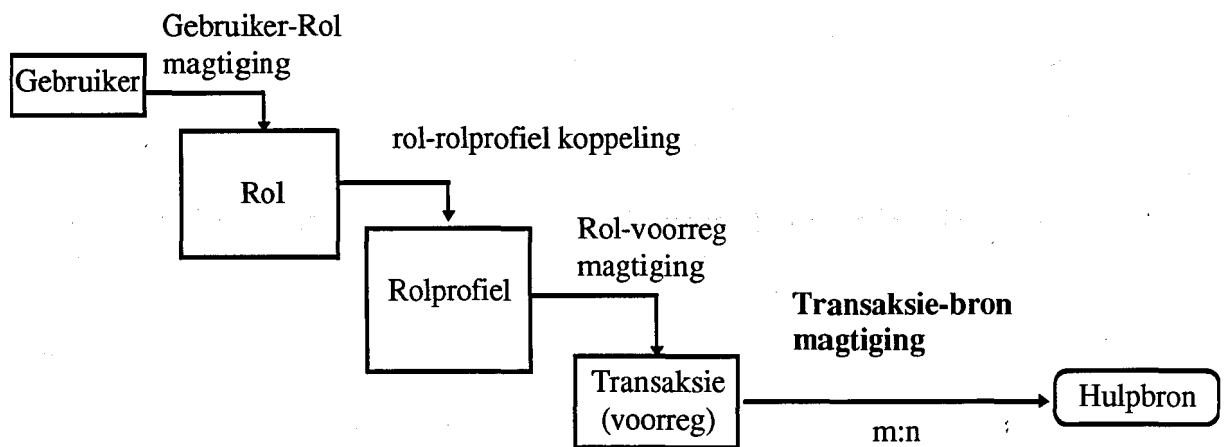 Gebruiker-Rol
magtiging
Gebruiker
rol-rolprofiel koppeling
Rol
Rol-voorreg
magtiging
Rolprofiel
Transaksie-bron
magtiging
Transaksie
(voorreg)
Hulpbron
m:n